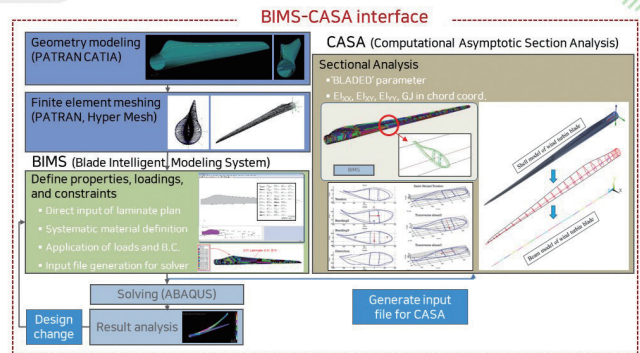 BIMS-CASA interface
Geometry modeling
(PATRAN CATIA)
Finite element meshing
(PATRAN, Hyper Mesh)
BIMS (Blade Intelligent, Modeling System)
Define properties, loadings,
and constraints
• Direct input of laminate plan
• Systematic material definition
• Application of loads and B.C.
• Input file generation for solver
Solving (ABAQUS)
Result analysis
Design
change
CASA (Computational Asymptotic Section Analysis)
Sectional Analysis
• 'BLADED' parameter
• EIXX, EIXY, EIYY, GJ in chord coord.
BIMS
Shell model of wind turbin blade
Beam model of wind turbin blade
Generate input
file for CASA